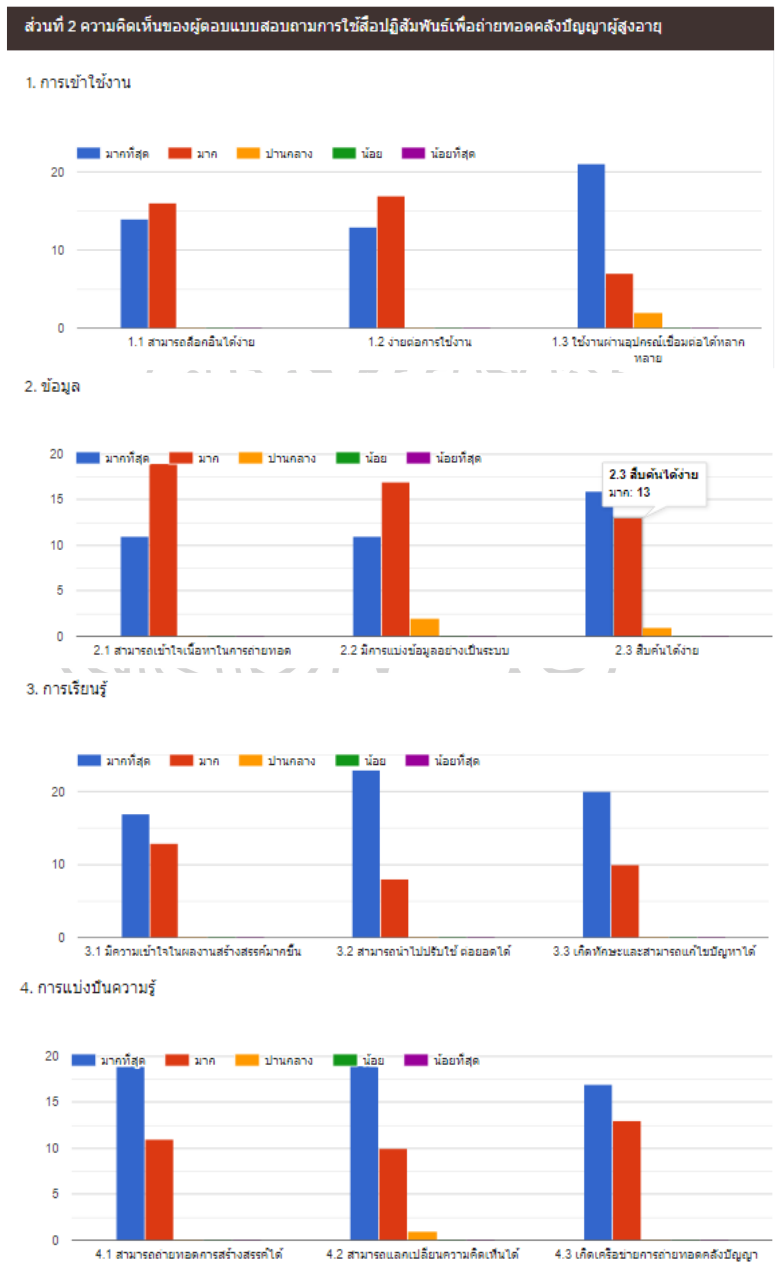 ส่วนที่ 2 ความคิดเห็นของผู้ตอบแบบสอบถามการใช้สื่อปฏิสัมพันธ์เพื่อถ่ายทอดคลังปัญญาผู้สูงอายุ
1. การเข้าใช้งาน
มากที่สุด มาก ปานกลาง น้อย น้อยที่สุด
20
10
0
1.1 สามารถล็อกอินได้ง่าย 1.2 ง่ายต่อการใช้งาน 1.3 ใช้งานผ่านอุปกรณ์เชื่อมต่อได้หลาก
หลาย
2. ข้อมูล
20 มากที่สุด มาก ปานกลาง น้อย น้อยที่สุด
2.3 สืบค้นได้ง่าย
มาก: 13
15
10
5
0
2.1 สามารถเข้าใจเนื้อหาในการถ่ายทอด 2.2 มีการแบ่งข้อมูลอย่างเป็นระบบ 2.3 สืบค้นได้ง่าย
3. การเรียนรู้
มากที่สุด มาก ปานกลาง น้อย น้อยที่สุด
20
10
0
3.1 มีความเข้าใจในผลงานสร้างสรรค์มากขึ้น 3.2 สามารถนำไปปรับใช้ ต่อยอดได้ 3.3 เกิดทักษะและสามารถแก้ไขปัญหาได้
4. การแบ่งปันความรู้
20 มากที่สุด มาก ปานกลาง น้อย น้อยที่สุด
15
10
5
0
4.1 สามารถถ่ายทอดการสร้างสรรค์ได้ 4.2 สามารถแลกเปลี่ยนความคิดเห็นได้ 4.3 เกิดเครือข่ายการถ่ายทอดคลังปัญญา